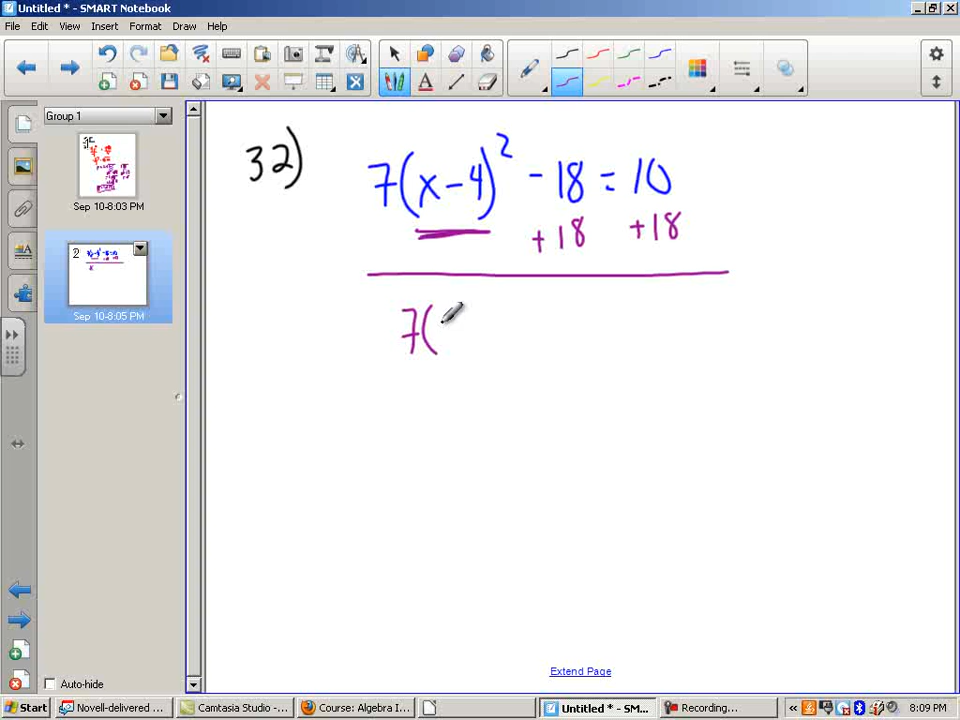 Untitled * - SMART Notebook
File Edit View Insert Format Draw Help
Group 1
Sep 10-8:03 PM
2
Sep 10-8:05 PM
32) 7(x-4)² - 18 = 10
+18 +18
7(
Extend Page
Auto-hide
Start Novell-delivered ... Camtasia Studio -... Course: Algebra I... Untitled * - SM... Recording... « 8:09 PM